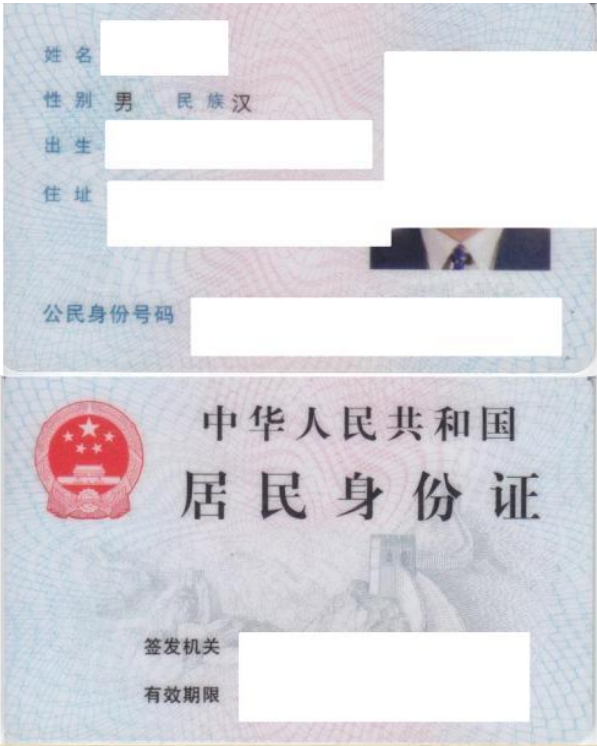 姓名
性别 男 民族 汉
出生
住址
公民身份号码
中华人民共和国
居民身份证
签发机关
有效期限